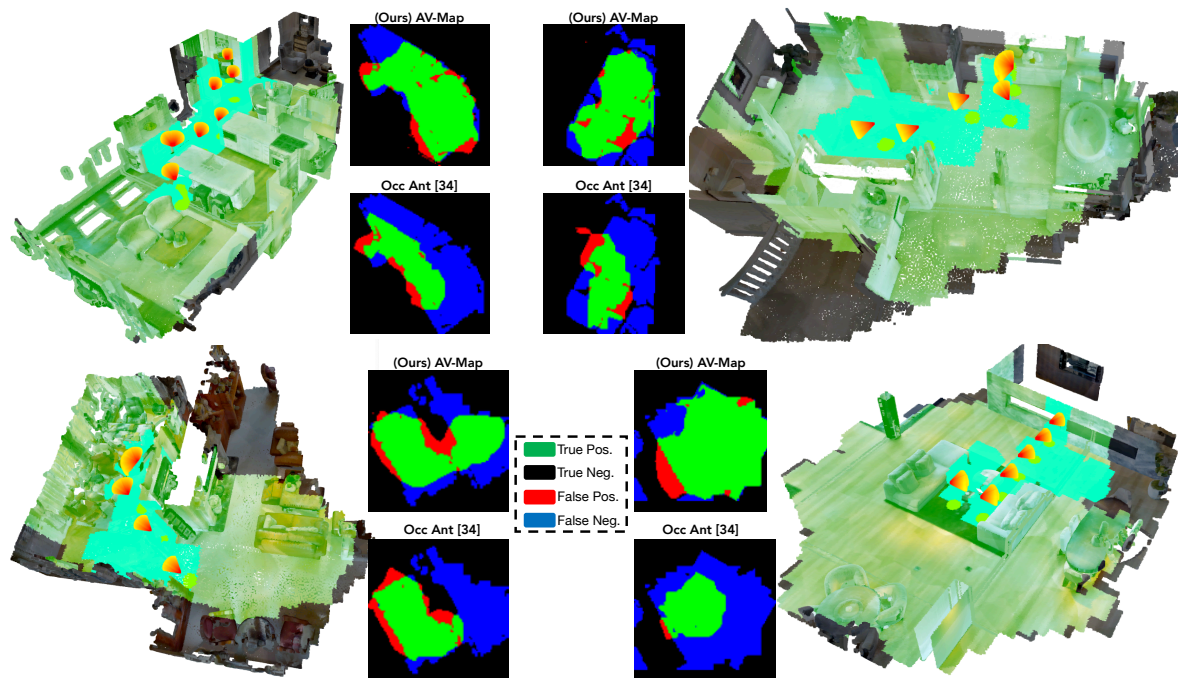 (Ours) AV-Map
(Ours) AV-Map
Occ Ant [34]
Occ Ant [34]
(Ours) AV-Map
(Ours) AV-Map
True Pos.
True Neg.
False Pos.
False Neg.
Occ Ant [34]
Occ Ant [34]